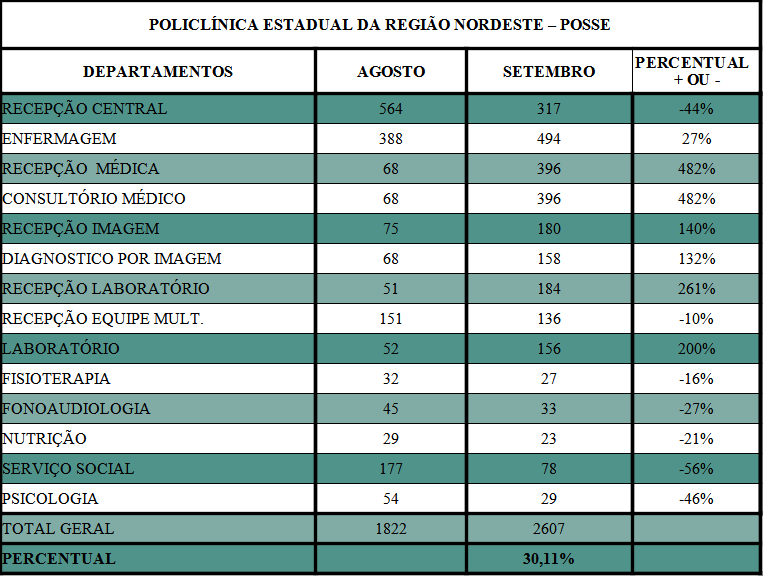 POLICLÍNICA ESTADUAL DA REGIÃO NORDESTE – POSSE
DEPARTAMENTOS AGOSTO SETEMBRO PERCENTUAL
+ OU -
RECEPÇÃO CENTRAL 564 317 -44%
ENFERMAGEM 388 494 27%
RECEPÇÃO MÉDICA 68 396 482%
CONSULTÓRIO MÉDICO 68 396 482%
RECEPÇÃO IMAGEM 75 180 140%
DIAGNOSTICO POR IMAGEM 68 158 132%
RECEPÇÃO LABORATÓRIO 51 184 261%
RECEPÇÃO EQUIPE MULT. 151 136 -10%
LABORATÓRIO 52 156 200%
FISIOTERAPIA 32 27 -16%
FONOAUDIOLOGIA 45 33 -27%
NUTRIÇÃO 29 23 -21%
SERVIÇO SOCIAL 177 78 -56%
PSICOLOGIA 54 29 -46%
TOTAL GERAL 1822 2607
PERCENTUAL 30,11%